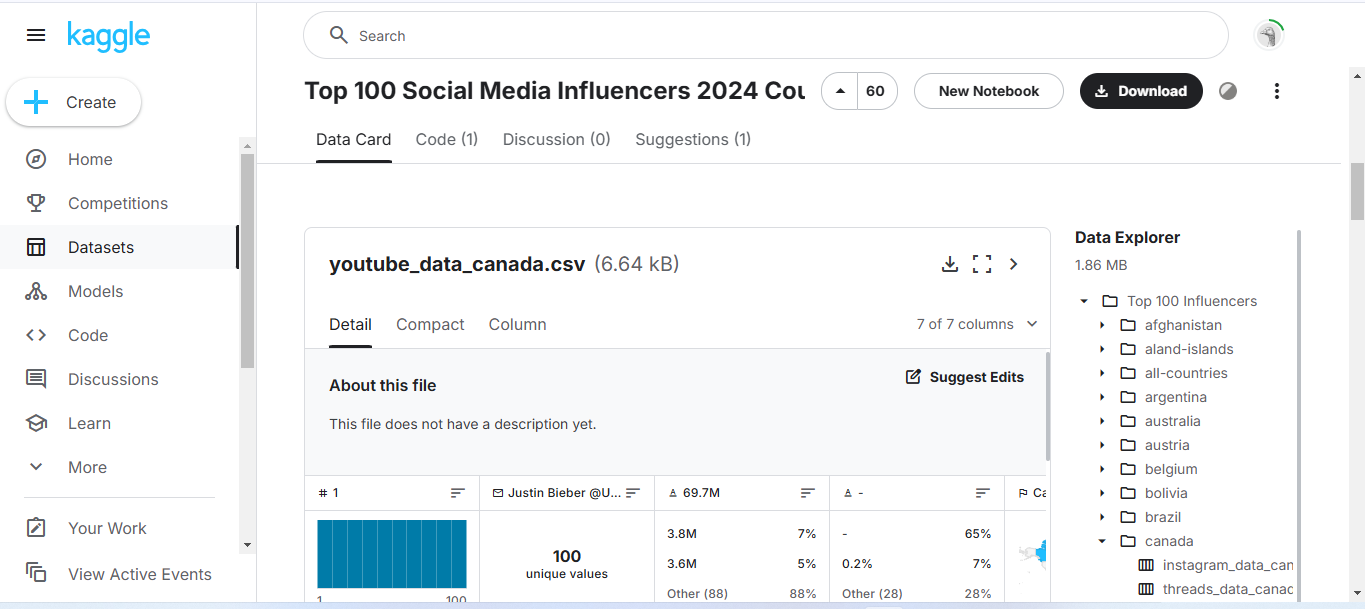 kaggle
Search
Create
Home
Competitions
Datasets
Models
Code
Discussions
Learn
More
Your Work
View Active Events
Top 100 Social Media Influencers 2024 Cou
60
New Notebook
Download
Data Card
Code (1)
Discussion (0)
Suggestions (1)
youtube_data_canada.csv (6.64 kB)
Detail
Compact
Column
7 of 7 columns
About this file
Suggest Edits
This file does not have a description yet.
# 1
Justin Bieber @U...
69.7M
-
Ca
1 100
100
unique values
3.8M 7%
3.6M 5%
Other (88) 88%
- 65%
0.2% 7%
Other (28) 28%
Data Explorer
1.86 MB
Top 100 Influencers
afghanistan
aland-islands
all-countries
argentina
australia
austria
belgium
bolivia
brazil
canada
instagram_data_can
threads_data_canad